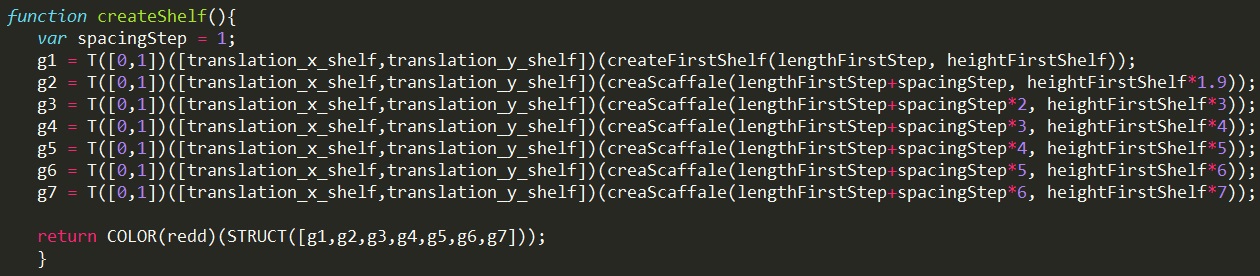 function createShelf(){
var spacingStep = 1;
g1 = T([0,1])([translation_x_shelf,translation_y_shelf])(createFirstShelf(lengthFirstStep, heightFirstShelf));
g2 = T([0,1])([translation_x_shelf,translation_y_shelf])(creaScaffale(lengthFirstStep+spacingStep, heightFirstShelf*1.9));
g3 = T([0,1])([translation_x_shelf,translation_y_shelf])(creaScaffale(lengthFirstStep+spacingStep*2, heightFirstShelf*3));
g4 = T([0,1])([translation_x_shelf,translation_y_shelf])(creaScaffale(lengthFirstStep+spacingStep*3, heightFirstShelf*4));
g5 = T([0,1])([translation_x_shelf,translation_y_shelf])(creaScaffale(lengthFirstStep+spacingStep*4, heightFirstShelf*5));
g6 = T([0,1])([translation_x_shelf,translation_y_shelf])(creaScaffale(lengthFirstStep+spacingStep*5, heightFirstShelf*6));
g7 = T([0,1])([translation_x_shelf,translation_y_shelf])(creaScaffale(lengthFirstStep+spacingStep*6, heightFirstShelf*7));
return COLOR(redd)(STRUCT([g1,g2,g3,g4,g5,g6,g7]));
}